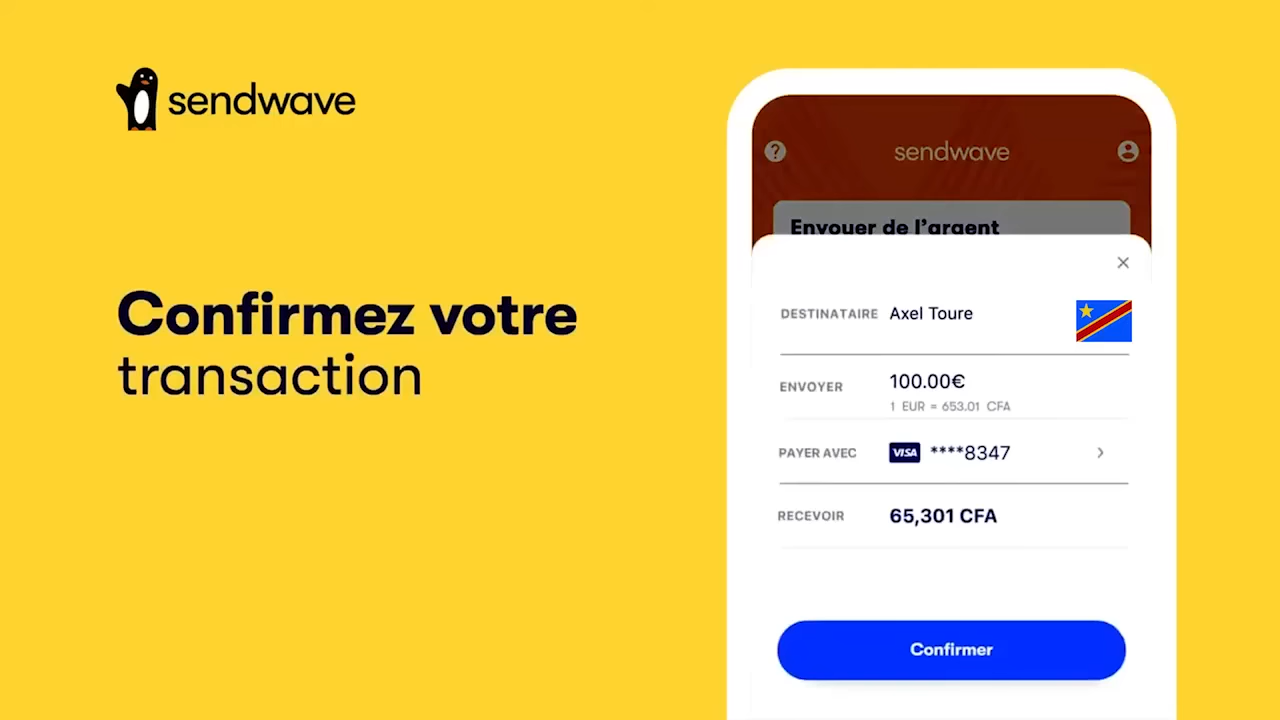 sendwave
Confirmez votre
transaction
?
sendwave
Envoyer de l'argent
DESTINATAIRE Axel Toure
ENVOYER 100.00€
1 EUR = 653.01 CFA
PAYER AVEC VISA ****8347
RECEVOIR 65,301 CFA
Confirmer